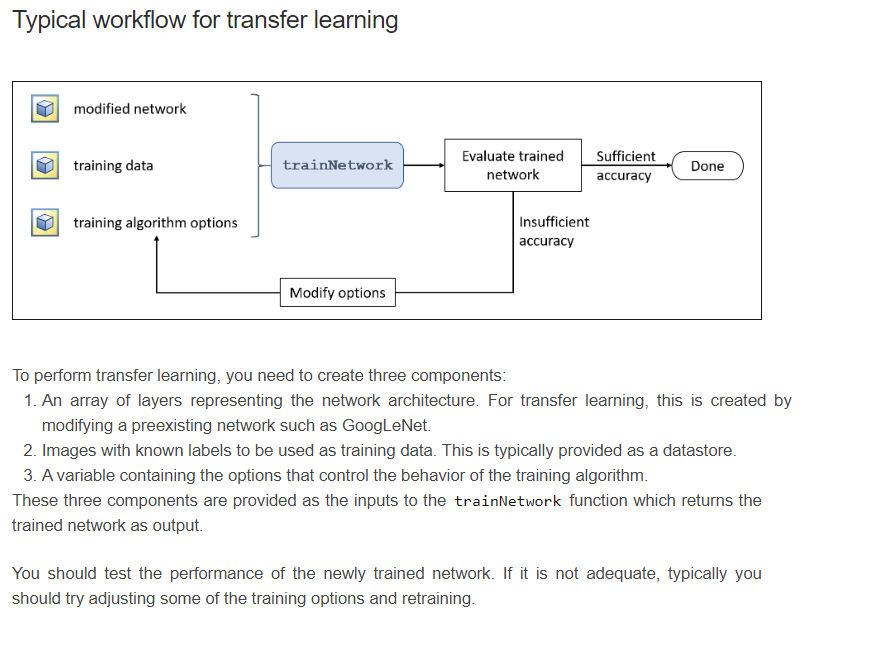 Typical workflow for transfer learning
modified network
training data
training algorithm options
trainNetwork
Evaluate trained
network
Sufficient
accuracy
Done
Insufficient
accuracy
Modify options
To perform transfer learning, you need to create three components:
1. An array of layers representing the network architecture. For transfer learning, this is created by
modifying a preexisting network such as GoogLeNet.
2. Images with known labels to be used as training data. This is typically provided as a datastore.
3. A variable containing the options that control the behavior of the training algorithm.
These three components are provided as the inputs to the trainNetwork function which returns the
trained network as output.
You should test the performance of the newly trained network. If it is not adequate, typically you
should try adjusting some of the training options and retraining.